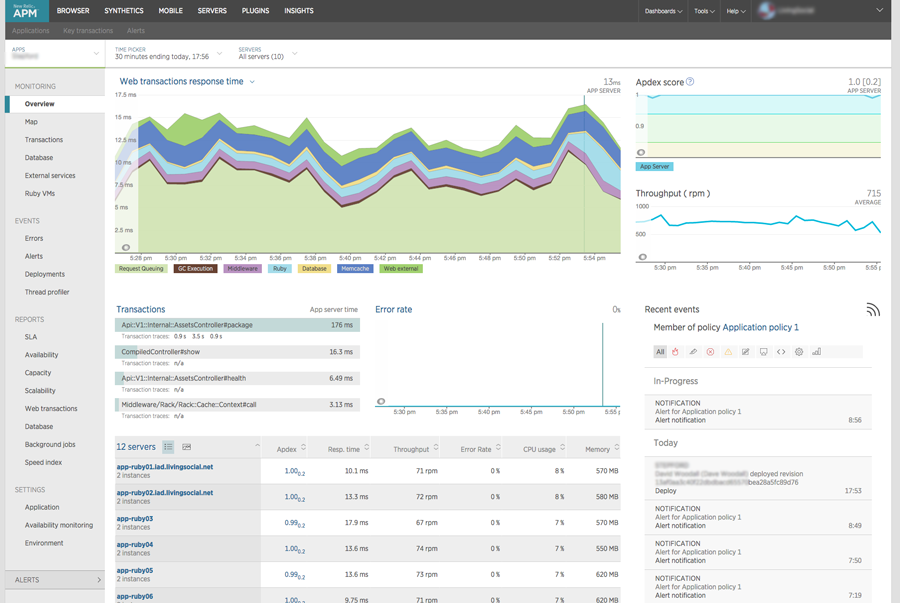 New Relic
APM
BROWSER SYNTHETICS MOBILE SERVERS PLUGINS INSIGHTS Dashboards Tools Help
Applications Key transactions Alerts
APPS
TIME PICKER
30 minutes ending today, 17:56
SERVERS
All servers (10)
MONITORING
Overview
Map
Transactions
Database
External services
Ruby VMs
EVENTS
Errors
Alerts
Deployments
Thread profiler
REPORTS
SLA
Availability
Capacity
Scalability
Web transactions
Database
Background jobs
Speed index
SETTINGS
Application
Availability monitoring
Environment
ALERTS
Web transactions response time
13ms
APP SERVER
17.5 ms
15 ms
12.5 ms
10 ms
7.5 ms
5 ms
2.5 ms
5:28 pm 5:30 pm 5:32 pm 5:34 pm 5:36 pm 5:38 pm 5:40 pm 5:42 pm 5:44 pm 5:46 pm 5:48 pm 5:50 pm 5:52 pm 5:54 pm
Request Queuing GC Execution Middleware Ruby Database Memcache Web external
Apdex score ?
1.0 [0.2]
APP SERVER
1
0.8
App Server
Throughput ( rpm )
715
AVERAGE
1000
500
5:30 pm 5:35 pm 5:40 pm 5:45 pm 5:50 pm 5:55 p
Transactions App server time
Api::V1::Internal::AssetsController#package 176 ms
Transaction traces: 0.9 s 3.5 s 0.9 s
CompiledController#show 16.3 ms
Transaction traces: n/a
Api::V1::Internal::AssetsController#health 6.49 ms
Transaction traces: n/a
Middleware/Rack/Rack::Cache::Context#call 3.13 ms
Transaction traces: n/a
Error rate 0s
5:30 pm 5:35 pm 5:40 pm 5:45 pm 5:50 pm 5:55 p
12 servers Apdex Resp. time Throughput Error Rate CPU usage Memory
app-ruby01.iad.livingsocial.net 1.00 0.2 10.1 ms 71 rpm 0 % 8 % 570 MB
2 instances
app-ruby02.iad.livingsocial.net 1.00 0.2 13.3 ms 72 rpm 0 % 8 % 580 MB
2 instances
app-ruby03 0.99 0.2 17.9 ms 67 rpm 0 % 7 % 570 MB
2 instances
app-ruby04 1.00 0.2 13.6 ms 74 rpm 0 % 7 % 550 MB
2 instances
app-ruby05 0.99 0.2 13.6 ms 73 rpm 0 % 7 % 620 MB
2 instances
app-ruby06 1.00 0.2 9.75 ms 71 rpm 0 % 7 % 600 MB
2 instances
Recent events
Member of policy Application policy 1
All
In-Progress
NOTIFICATION
Alert for Application policy 1
Alert notification 8:56
Today
deployed revision
bea28a5fc89d76
Deploy 17:53
NOTIFICATION
Alert for Application policy 1
Alert notification 8:49
NOTIFICATION
Alert for Application policy 1
Alert notification 7:50
NOTIFICATION
Alert for Application policy 1
Alert notification 7:19